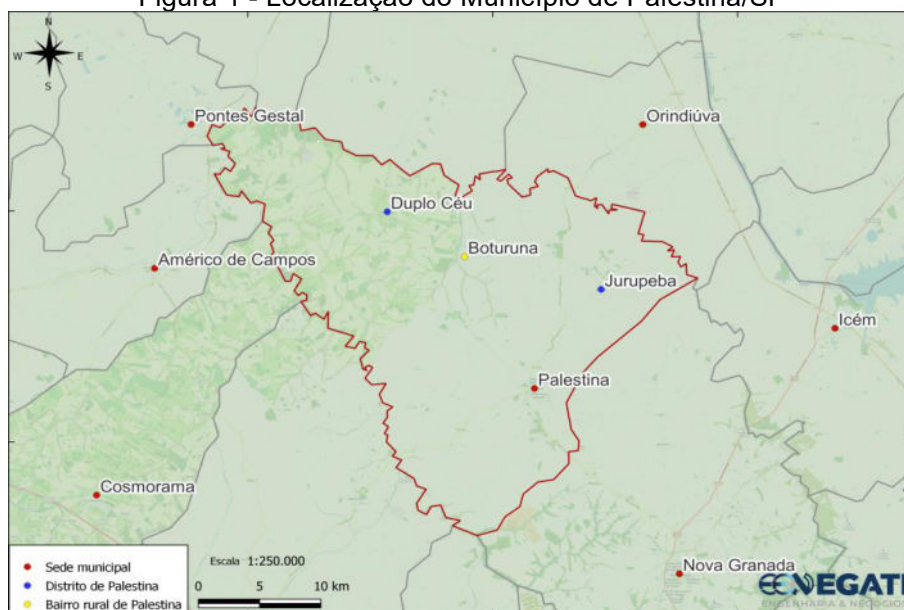 Figura 1 - Localização do Município de Palestina/SP
N
W E
S
Pontes Gestal
Orindiúva
Duplo Céu
Boturuna
Américo de Campos
Jurupeba
Icém
Palestina
Cosmorama
Nova Granada
Sede municipal
Distrito de Palestina
Bairro rural de Palestina
Escala 1:250.000
0 5 10 km
ENGENHARIA & NEGÓCIOS